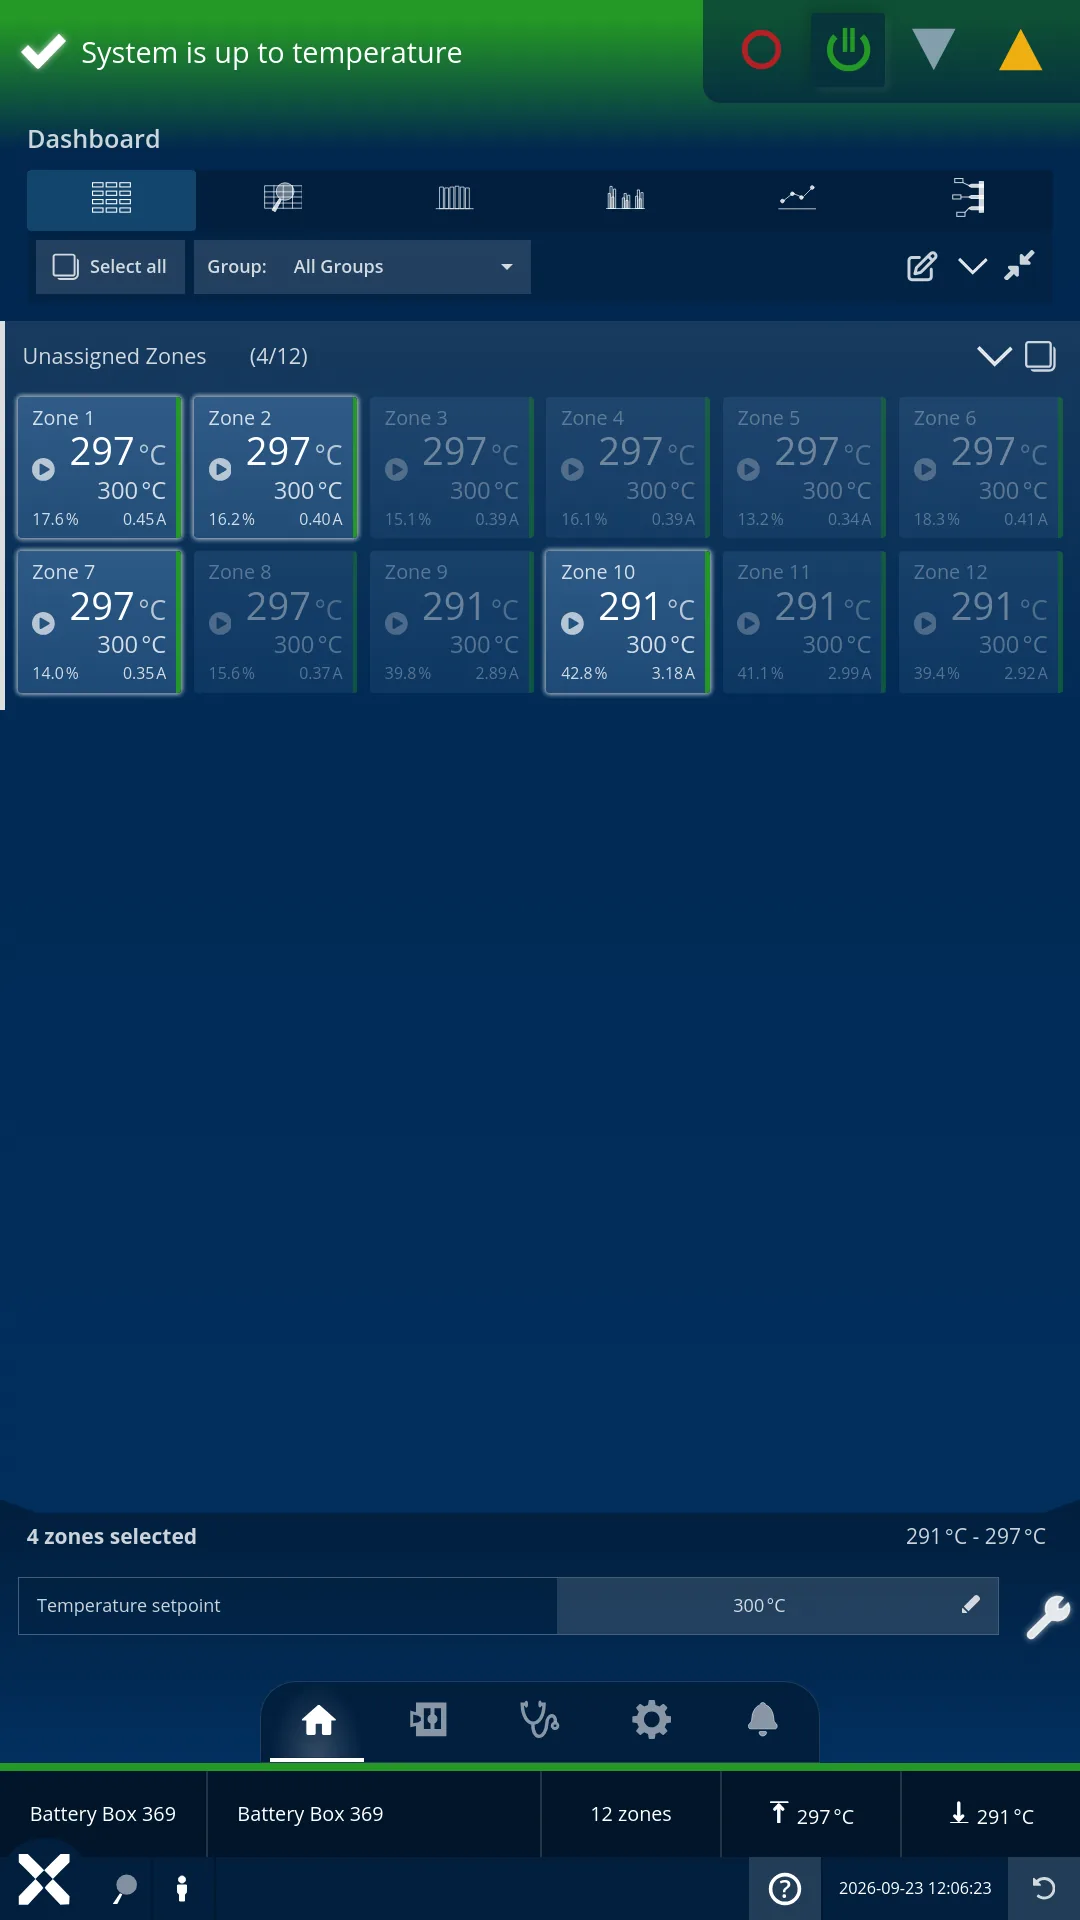 System is up to temperature
Dashboard
Select all
Group: All Groups
Unassigned Zones (4/12)
Zone 1 Zone 2 Zone 3 Zone 4 Zone 5 Zone 6
297 °C 297 °C 297 °C 297 °C 297 °C 297 °C
300 °C 300 °C 300 °C 300 °C 300 °C 300 °C
17.6 % 0.45 A 16.2 % 0.40 A 15.1 % 0.39 A 16.1 % 0.39 A 13.2 % 0.34 A 18.3 % 0.41 A
Zone 7 Zone 8 Zone 9 Zone 10 Zone 11 Zone 12
297 °C 297 °C 291 °C 291 °C 291 °C 291 °C
300 °C 300 °C 300 °C 300 °C 300 °C 300 °C
14.0 % 0.35 A 15.6 % 0.37 A 39.8 % 2.89 A 42.8 % 3.18 A 41.1 % 2.99 A 39.4 % 2.92 A
4 zones selected 291 °C - 297 °C
Temperature setpoint 300 °C
Battery Box 369 Battery Box 369 12 zones 297 °C 291 °C
2026-09-23 12:06:23